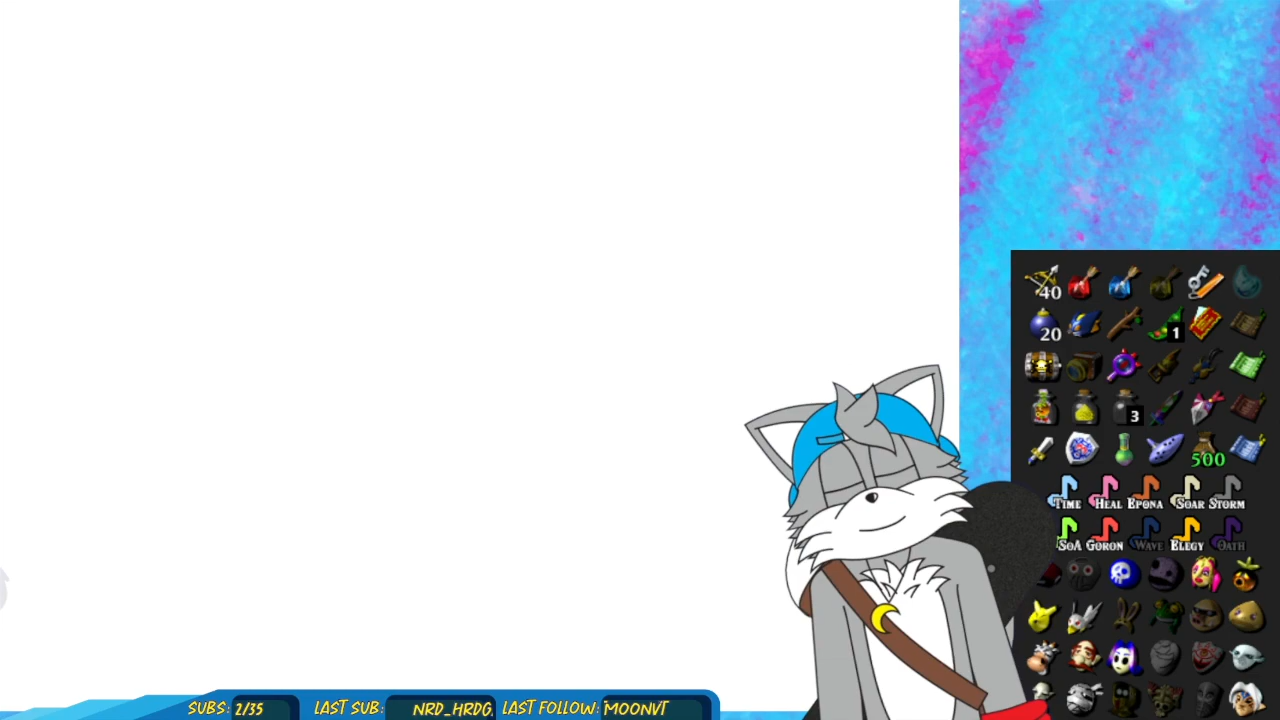 40
20
1
3
500
TIME HEAL EPONA SOAR STORM
SOA GORON WAVE ELEGY OATH
SUBS: 2/35 LAST SUB: NRD_HRDG LAST FOLLOW: MOONVT